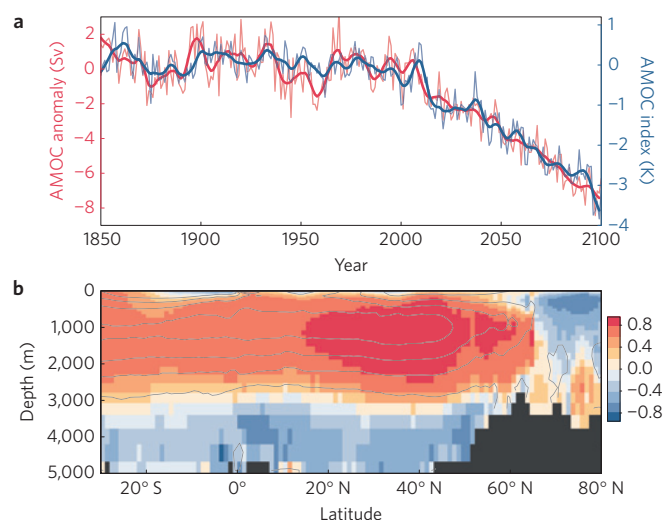 a
AMOC anomaly (Sv)
2
0
−2
−4
−6
−8
1
0
−1
−2
−3
−4
AMOC index (K)
1850 1900 1950 2000 2050 2100
Year
b
Depth (m)
0
1,000
2,000
3,000
4,000
5,000
0.8
0.4
0.0
−0.4
−0.8
20° S 0° 20° N 40° N 60° N 80° N
Latitude